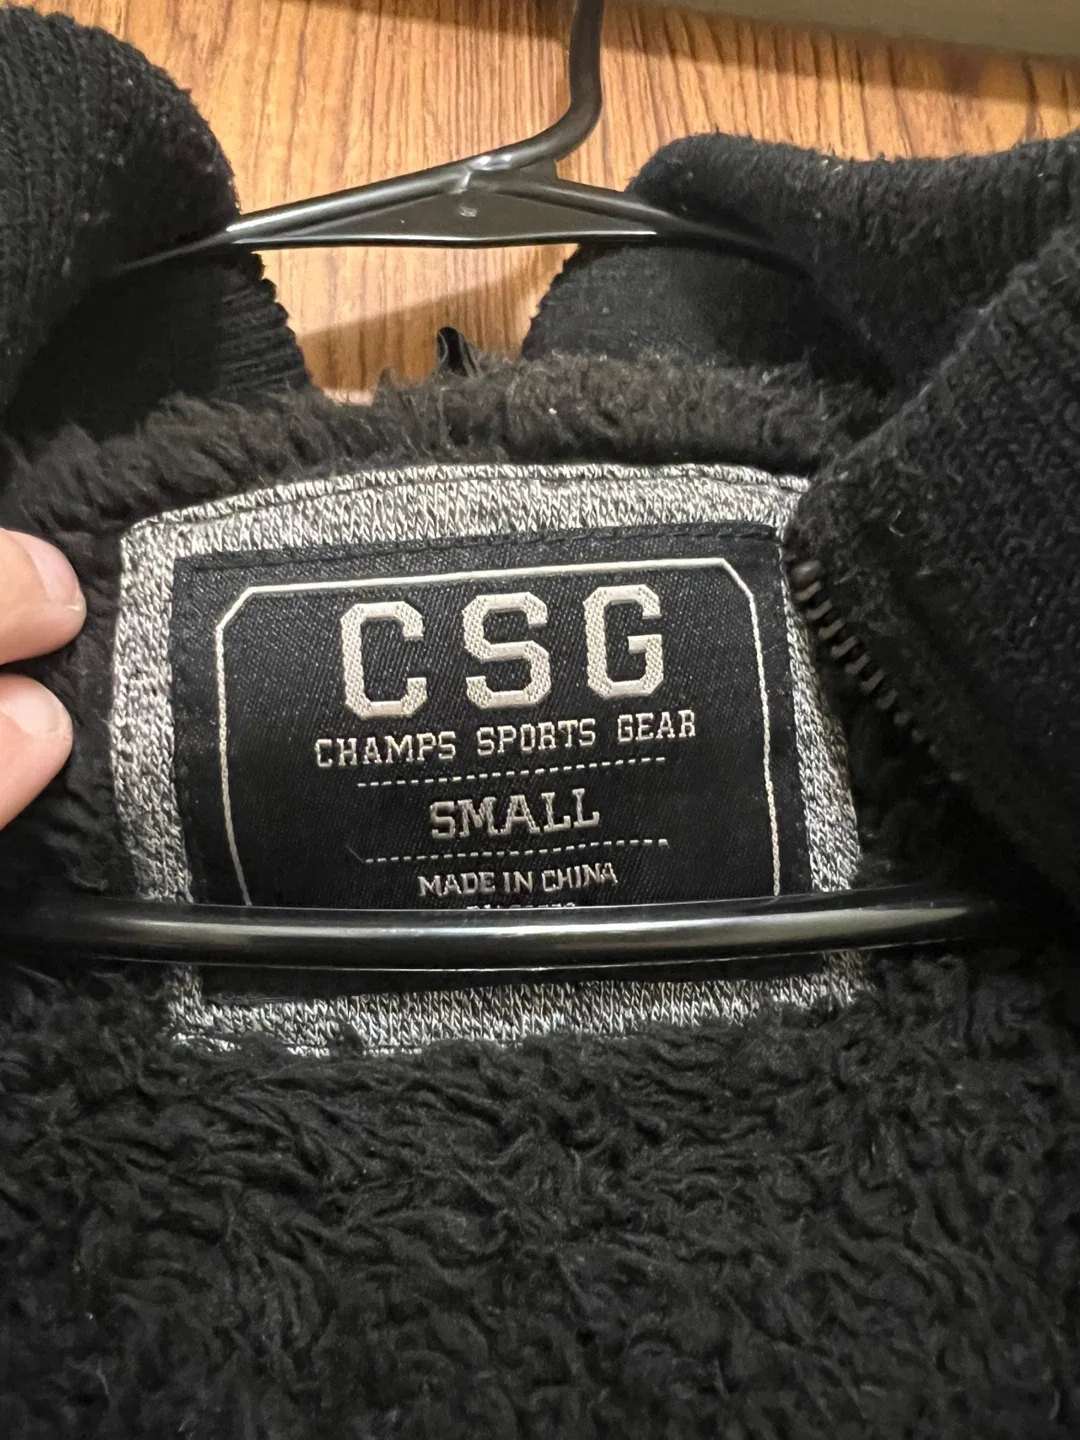 CSG
CHAMPS SPORTS GEAR
SMALL
MADE IN CHINA